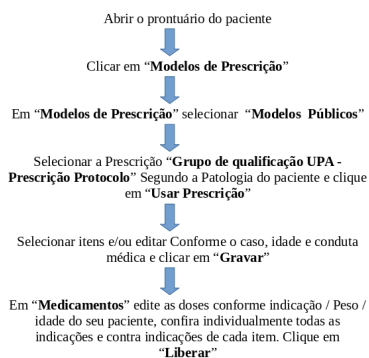 Abrir o prontuário do paciente
Clicar em “Modelos de Prescrição”
Em “Modelos de Prescrição” selecionar “Modelos Públicos”
Selecionar a Prescrição “Grupo de qualificação UPA -
Prescrição Protocolo” Segundo a Patologia do paciente e clique
em “Usar Prescrição”
Selecionar itens e/ou editar Conforme o caso, idade e conduta
médica e clicar em “Gravar”
Em “Medicamentos” edite as doses conforme indicação / Peso /
idade do seu paciente, confira individualmente todas as
indicações e contra indicações de cada item. Clique em
“Liberar”